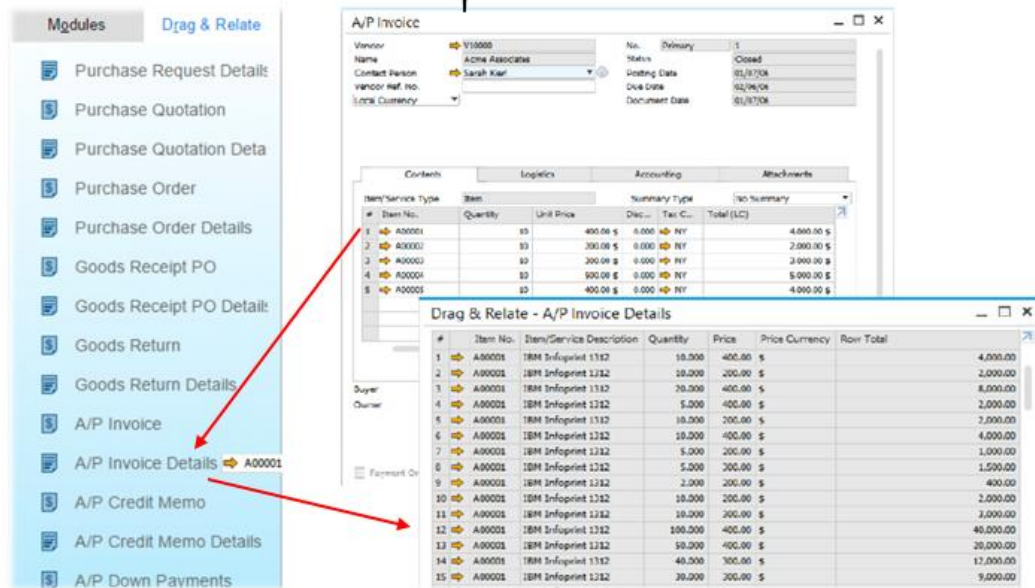 Modules Drag & Relate
Purchase Request Details
Purchase Quotation
Purchase Quotation Deta
Purchase Order
Purchase Order Details
Goods Receipt PO
Goods Receipt PO Details
Goods Return
Goods Return Details
A/P Invoice
A/P Invoice Details A00001
A/P Credit Memo
A/P Credit Memo Details
A/P Down Payments
A/P Invoice
Vendor V10000 No. Primary 1
Name Acme Associates Status Closed
Contact Person Sarah Posting Date 01/07/06
Vendor Ref. No. Due Date 02/06/06
Local Currency Document Date 01/07/06
Contents Logistics Accounting Attachments
Item/Service Type Item Summary Type No Summary
# Item No. Quantity Unit Price Disc... Tax C... Total (LC)
1 A00001 10 400.00 $ 0.000 NY 4,000.00 $
2 A00002 10 200.00 $ 0.000 NY 2,000.00 $
3 A00003 10 300.00 $ 0.000 NY 3,000.00 $
4 A00004 10 500.00 $ 0.000 NY 5,000.00 $
5 A00005 10 400.00 $ 0.000 NY 4,000.00 $
Buyer
Owner
Payment Or
Drag & Relate - A/P Invoice Details
# Item No. Item/Service Description Quantity Price Price Currency Row Total
1 A00001 IBM Infoprint 1312 10.000 400.00 $ 4,000.00
2 A00001 IBM Infoprint 1312 10.000 200.00 $ 2,000.00
3 A00001 IBM Infoprint 1312 20.000 400.00 $ 8,000.00
4 A00001 IBM Infoprint 1312 5.000 400.00 $ 2,000.00
5 A00001 IBM Infoprint 1312 10.000 200.00 $ 2,000.00
6 A00001 IBM Infoprint 1312 10.000 400.00 $ 4,000.00
7 A00001 IBM Infoprint 1312 5.000 200.00 $ 1,000.00
8 A00001 IBM Infoprint 1312 5.000 300.00 $ 1,500.00
9 A00001 IBM Infoprint 1312 2.000 200.00 $ 400.00
10 A00001 IBM Infoprint 1312 10.000 200.00 $ 2,000.00
11 A00001 IBM Infoprint 1312 10.000 300.00 $ 3,000.00
12 A00001 IBM Infoprint 1312 100.000 400.00 $ 40,000.00
13 A00001 IBM Infoprint 1312 50.000 400.00 $ 20,000.00
14 A00001 IBM Infoprint 1312 40.000 300.00 $ 12,000.00
15 A00001 IBM Infoprint 1312 30.000 300.00 $ 9,000.00